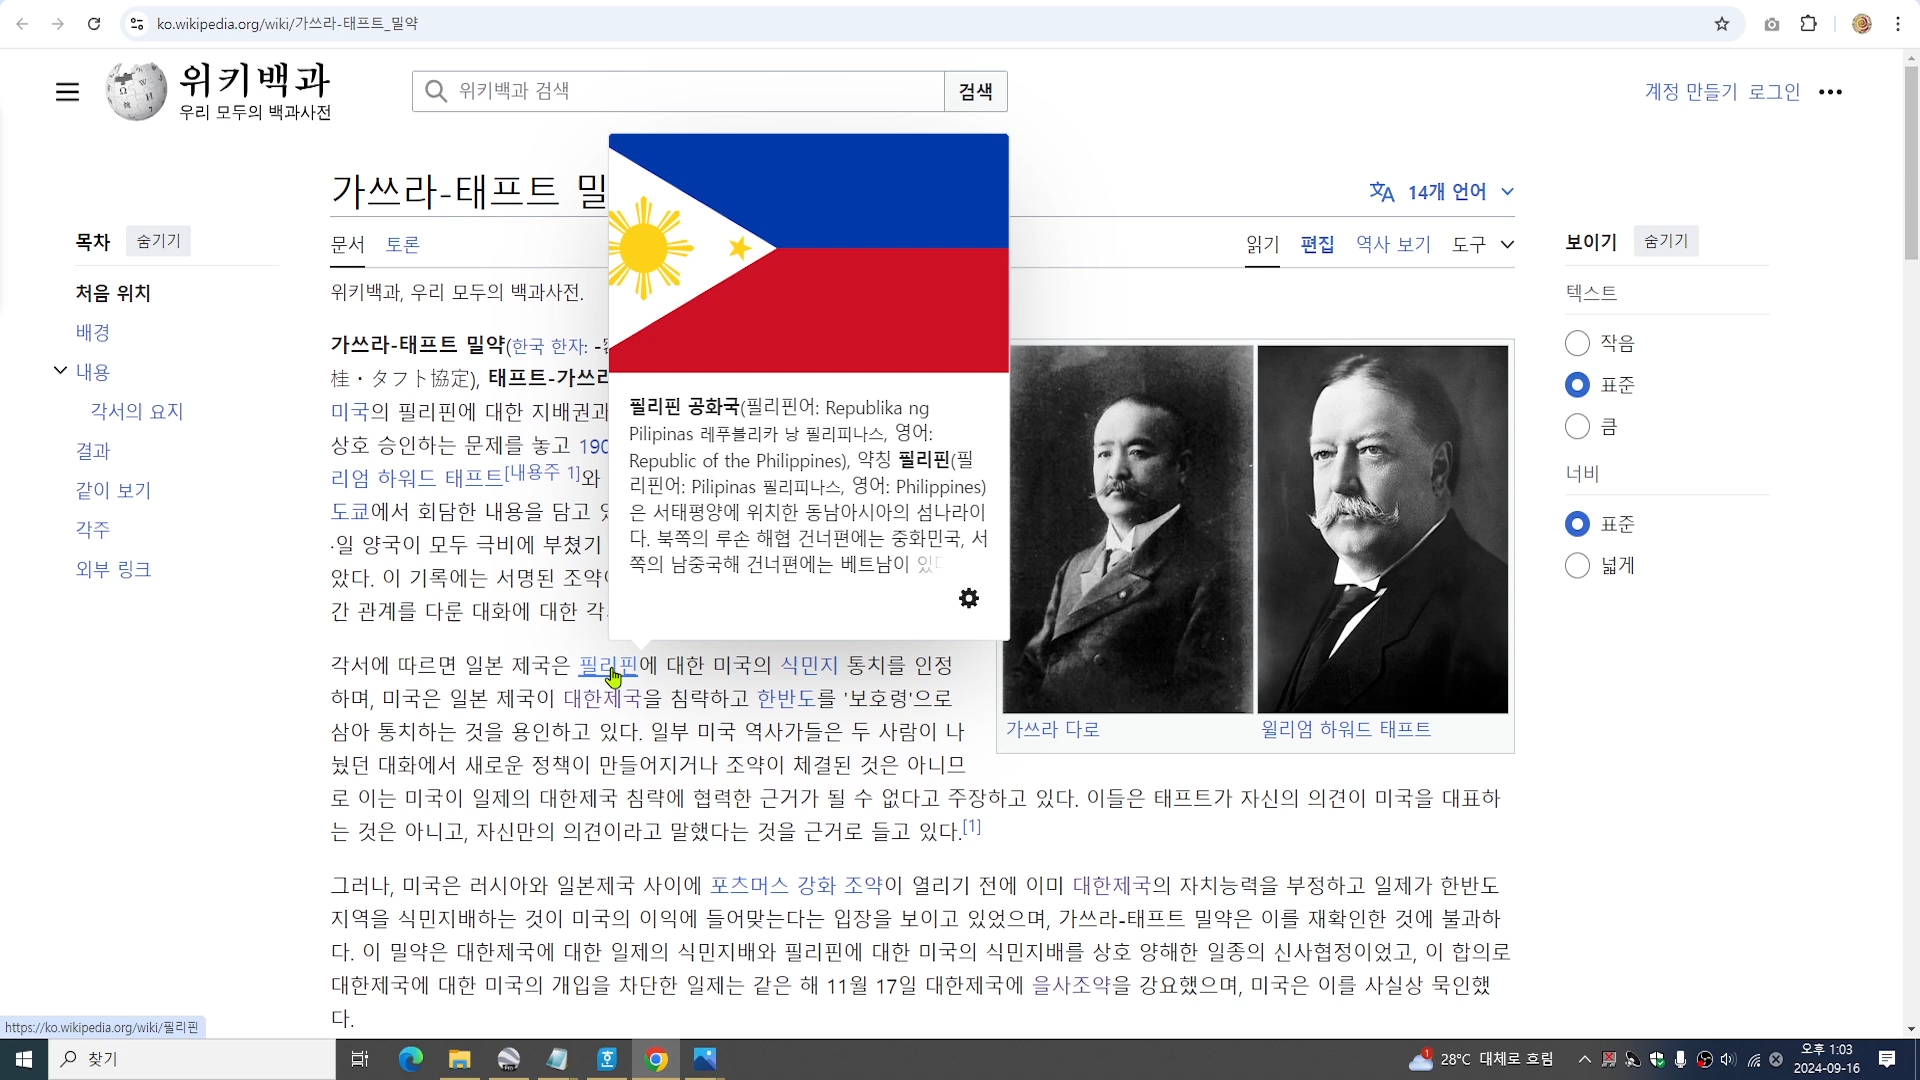 ko.wikipedia.org/wiki/가쓰라-태프트_밀약
위키백과
우리 모두의 백과사전
위키백과 검색
검색
계정 만들기 로그인
가쓰라-태프트 밀
14개 언어
목차 숨기기
처음 위치
배경
내용
각서의 요지
결과
같이 보기
각주
외부 링크
문서 토론
읽기 편집 역사 보기 도구
위키백과, 우리 모두의 백과사전.
가쓰라-태프트 밀약(한국 한자: -
桂・タフト協定), 태프트-가쓰라
미국의 필리핀에 대한 지배권과
상호 승인하는 문제를 놓고 190
리엄 하워드 태프트[내용주 1]와
도쿄에서 회담한 내용을 담고
·일 양국이 모두 극비에 부쳤기
았다. 이 기록에는 서명된 조약이
간 관계를 다룬 대화에 대한 각
필리핀 공화국(필리핀어: Republika ng
Pilipinas 레푸블리카 낭 필리피나스, 영어:
Republic of the Philippines), 약칭 필리핀(필
리핀어: Pilipinas 필리피나스, 영어: Philippines)
은 서태평양에 위치한 동남아시아의 섬나라이
다. 북쪽의 루손 해협 건너편에는 중화민국, 서
쪽의 남중국해 건너편에는 베트남이
가쓰라 다로
윌리엄 하워드 태프트
각서에 따르면 일본 제국은 필리핀에 대한 미국의 식민지 통치를 인정
하며, 미국은 일본 제국이 대한제국을 침략하고 한반도를 '보호령'으로
삼아 통치하는 것을 용인하고 있다. 일부 미국 역사가들은 두 사람이 나
눴던 대화에서 새로운 정책이 만들어지거나 조약이 체결된 것은 아니므
로 이는 미국이 일제의 대한제국 침략에 협력한 근거가 될 수 없다고 주장하고 있다. 이들은 태프트가 자신의 의견이 미국을 대표하
는 것은 아니고, 자신만의 의견이라고 말했다는 것을 근거로 들고 있다.[1]
그러나, 미국은 러시아와 일본제국 사이에 포츠머스 강화 조약이 열리기 전에 이미 대한제국의 자치능력을 부정하고 일제가 한반도
지역을 식민지배하는 것이 미국의 이익에 들어맞는다는 입장을 보이고 있었으며, 가쓰라-태프트 밀약은 이를 재확인한 것에 불과하
다. 이 밀약은 대한제국에 대한 일제의 식민지배와 필리핀에 대한 미국의 식민지배를 상호 양해한 일종의 신사협정이었고, 이 합의로
대한제국에 대한 미국의 개입을 차단한 일제는 같은 해 11월 17일 대한제국에 을사조약을 강요했으며, 미국은 이를 사실상 묵인했
다.
보이기 숨기기
텍스트
작음
표준
큼
너비
표준
넓게
https://ko.wikipedia.org/wiki/필리핀
찾기
28°C 대체로 흐림
오후 1:03
2024-09-16